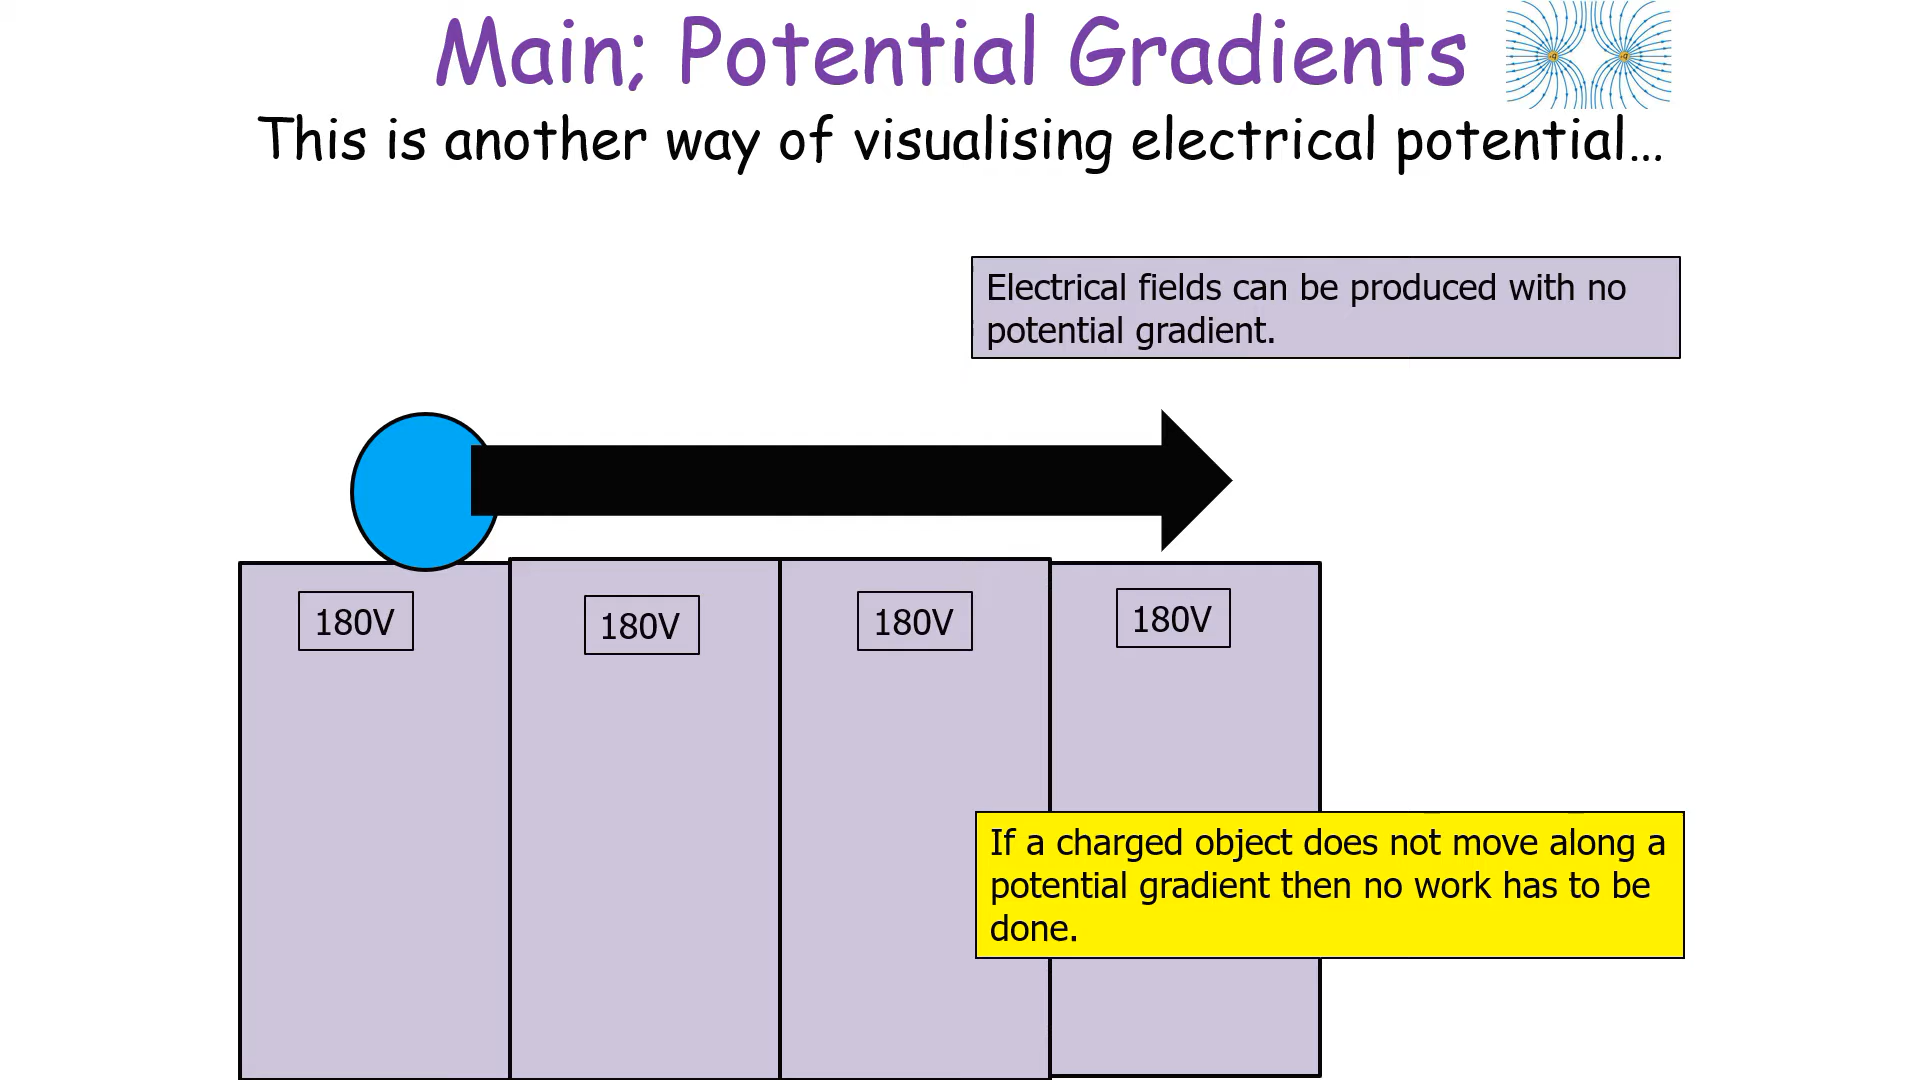 Main; Potential Gradients
This is another way of visualising electrical potential...
Electrical fields can be produced with no
potential gradient.
180V
180V
180V
180V
If a charged object does not move along a
potential gradient then no work has to be
done.